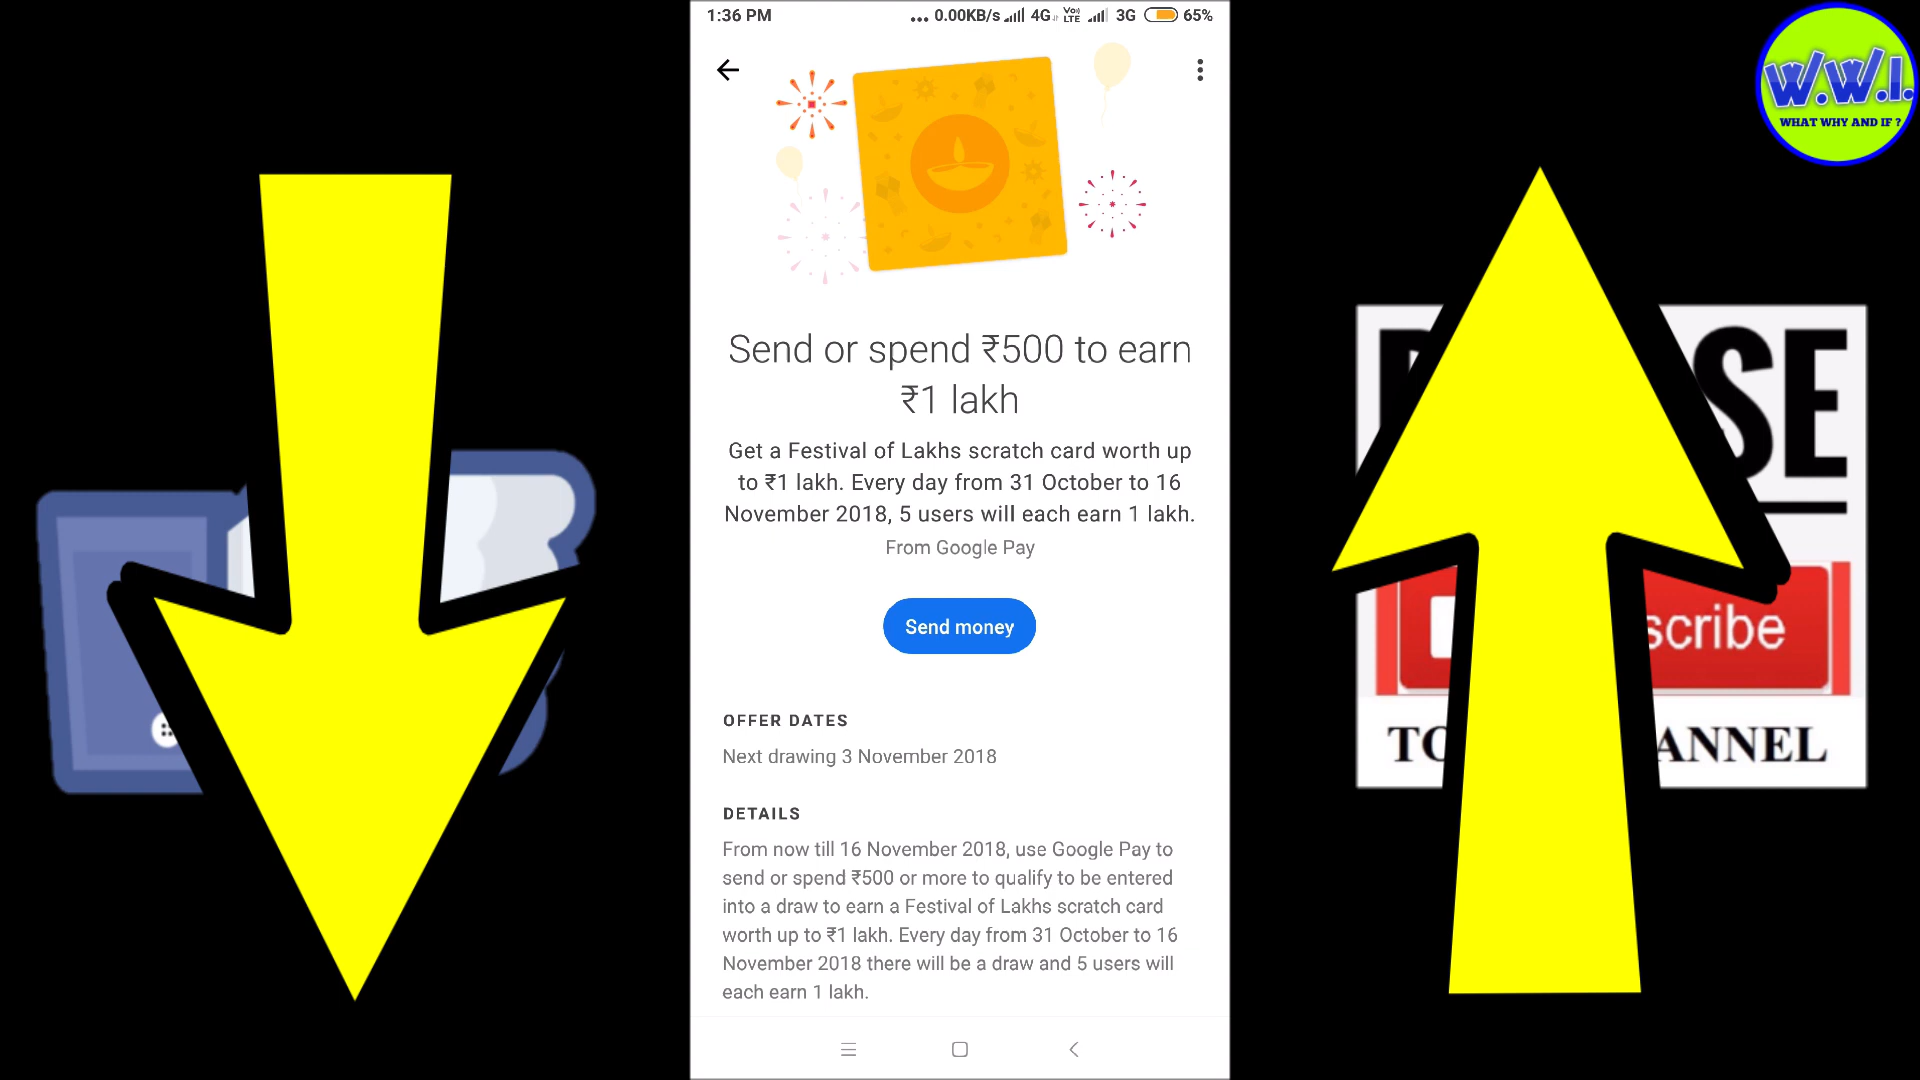 1:36 PM
... 0.00KB/s 4G VoLTE 3G 65%
W.W.I.
WHAT WHY AND IF ?
Send or spend ₹500 to earn
₹1 lakh
Get a Festival of Lakhs scratch card worth up
to ₹1 lakh. Every day from 31 October to 16
November 2018, 5 users will each earn 1 lakh.
From Google Pay
Send money
OFFER DATES
Next drawing 3 November 2018
DETAILS
From now till 16 November 2018, use Google Pay to
send or spend ₹500 or more to qualify to be entered
into a draw to earn a Festival of Lakhs scratch card
worth up to ₹1 lakh. Every day from 31 October to 16
November 2018 there will be a draw and 5 users will
each earn 1 lakh.
SE
scribe
ANNEL